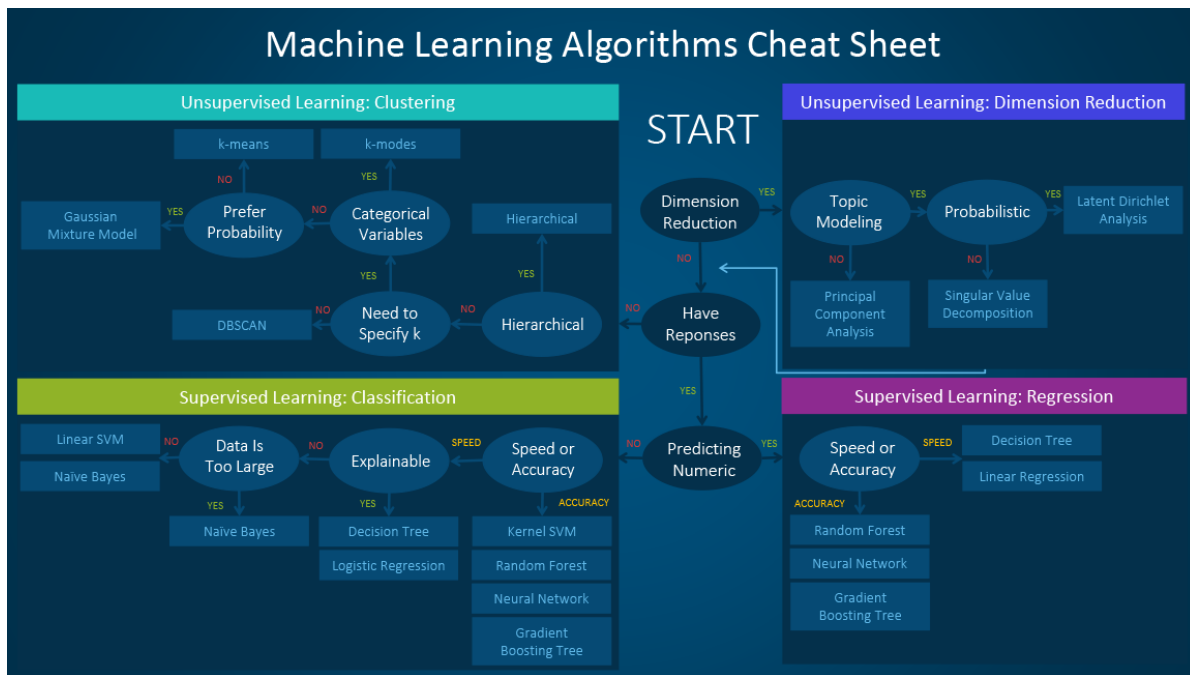 Machine Learning Algorithms Cheat Sheet
Unsupervised Learning: Clustering
k-means
k-modes
NO
YES
Gaussian
Mixture Model
YES
Prefer
Probability
NO
Categorical
Variables
Hierarchical
YES
YES
DBSCAN
NO
Need to
Specify k
NO
Hierarchical
START
Dimension
Reduction
YES
NO
NO
Have
Reponses
YES
NO
Predicting
Numeric
YES
Unsupervised Learning: Dimension Reduction
Topic
Modeling
YES
Probabilistic
YES
Latent Dirichlet
Analysis
NO
NO
Principal
Component
Analysis
Singular Value
Decomposition
Supervised Learning: Classification
Linear SVM
Naïve Bayes
NO
Data Is
Too Large
NO
Explainable
SPEED
Speed or
Accuracy
YES
YES
ACCURACY
Naïve Bayes
Decision Tree
Logistic Regression
Kernel SVM
Random Forest
Neural Network
Gradient
Boosting Tree
Supervised Learning: Regression
Speed or
Accuracy
SPEED
Decision Tree
Linear Regression
ACCURACY
Random Forest
Neural Network
Gradient
Boosting Tree